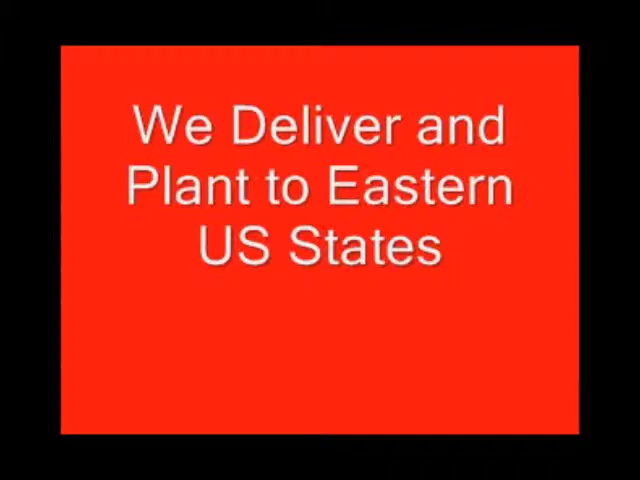 We Deliver and
Plant to Eastern
US States